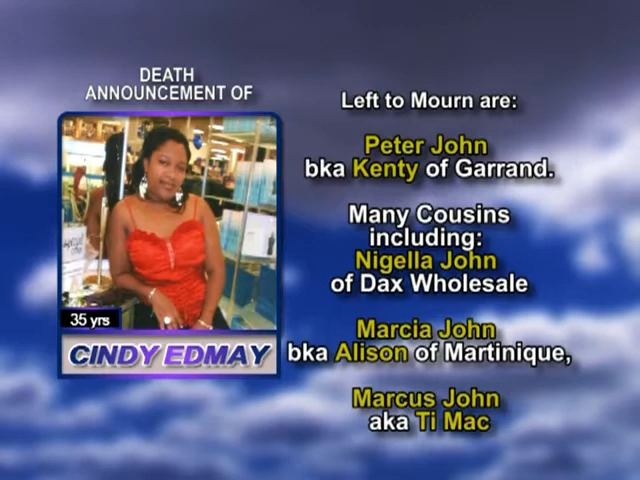 DEATH
ANNOUNCEMENT OF
35 yrs
CINDY EDMAY
Left to Mourn are:
Peter John
bka Kenty of Garrand.
Many Cousins
including:
Nigella John
of Dax Wholesale
Marcia John
bka Alison of Martinique,
Marcus John
aka Ti Mac